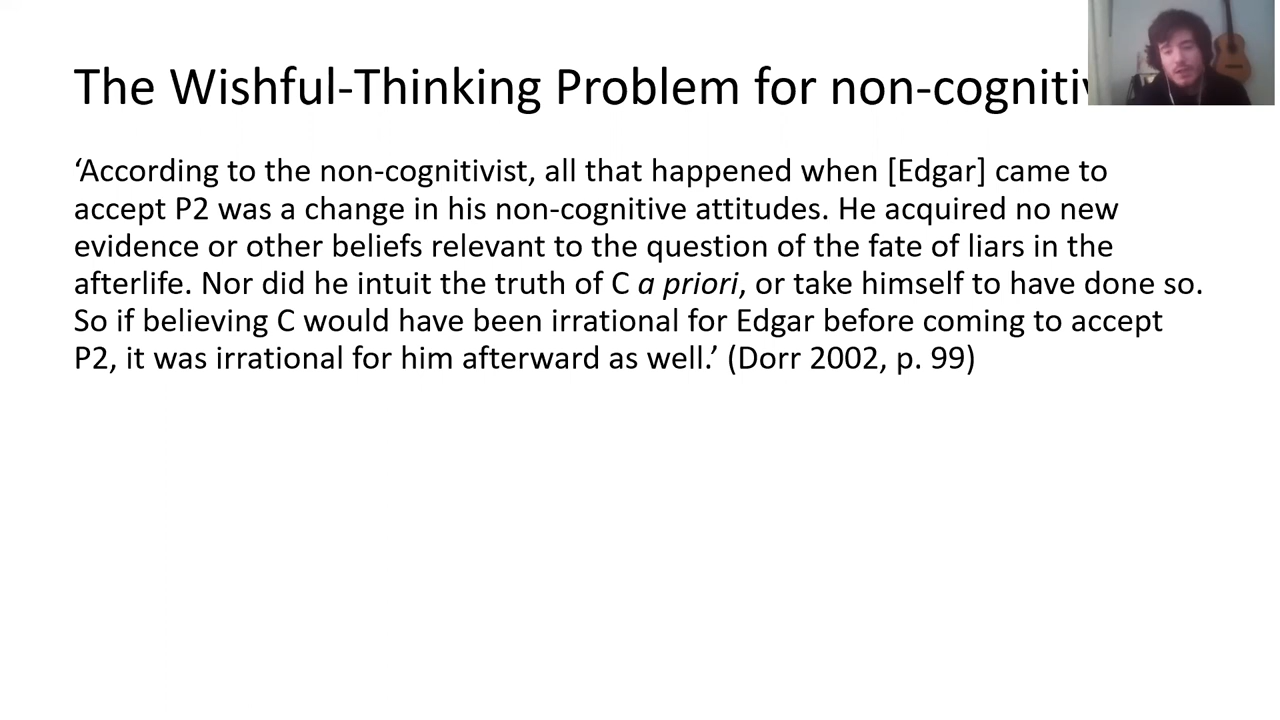 The Wishful-Thinking Problem for non-cogniti
‘According to the non-cognitivist, all that happened when [Edgar] came to
accept P2 was a change in his non-cognitive attitudes. He acquired no new
evidence or other beliefs relevant to the question of the fate of liars in the
afterlife. Nor did he intuit the truth of C a priori, or take himself to have done so.
So if believing C would have been irrational for Edgar before coming to accept
P2, it was irrational for him afterward as well.’ (Dorr 2002, p. 99)